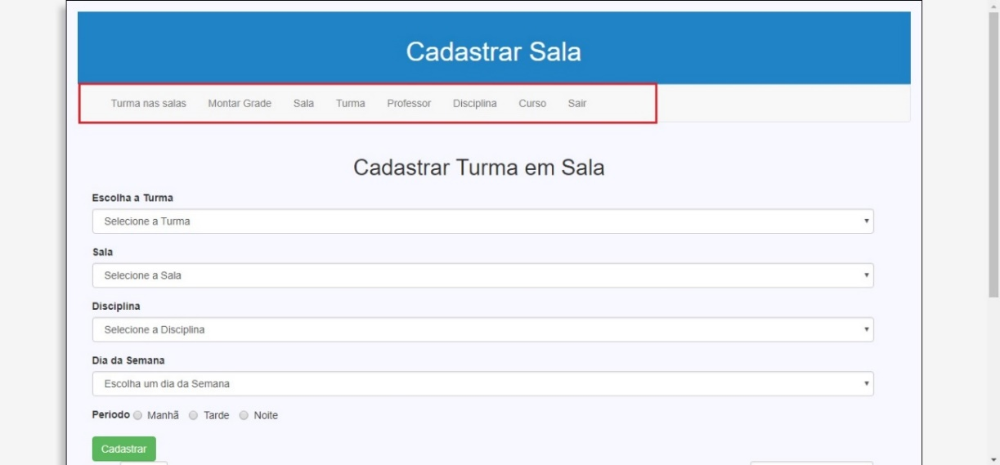 Cadastrar Sala
Turma nas salas Montar Grade Sala Turma Professor Disciplina Curso Sair
Cadastrar Turma em Sala
Escolha a Turma
Selecione a Turma
Sala
Selecione a Sala
Disciplina
Selecione a Disciplina
Dia da Semana
Escolha um dia da Semana
Periodo Manhã Tarde Noite
Cadastrar